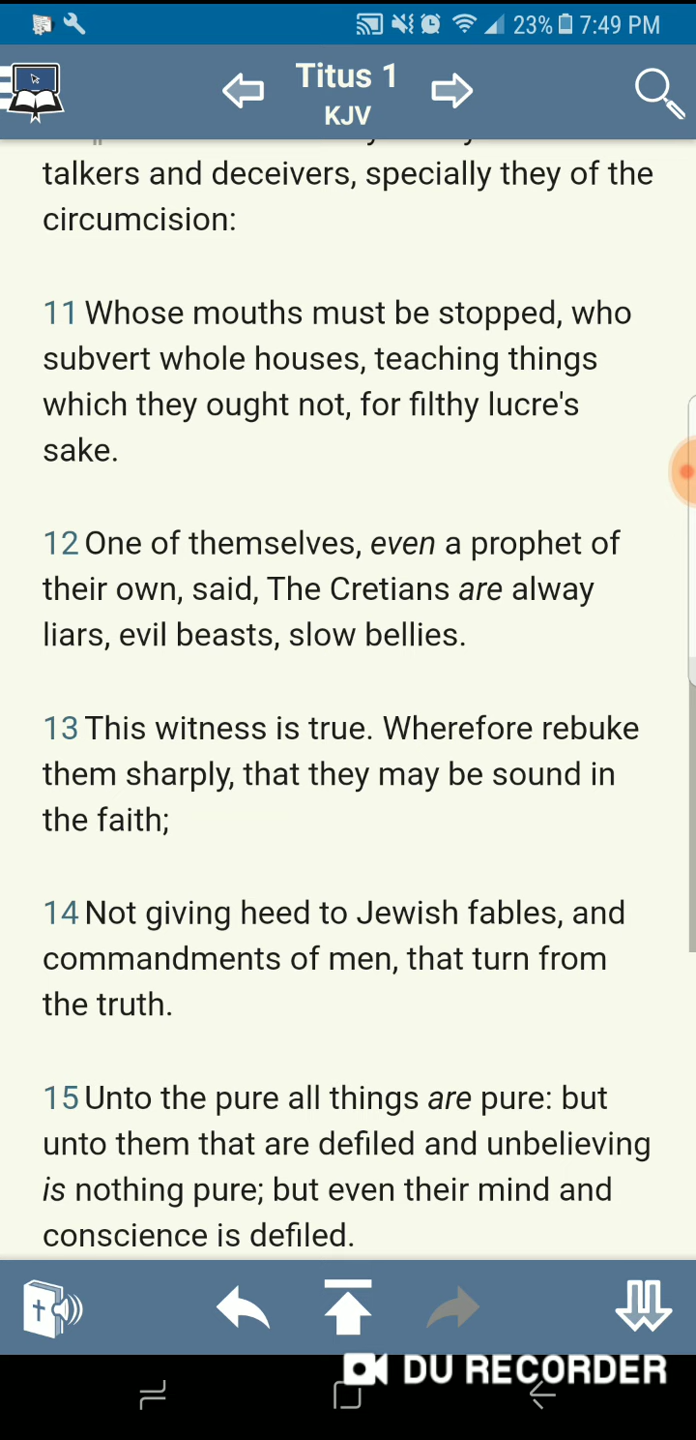 23% 7:49 PM
Titus 1
KJV
talkers and deceivers, specially they of the
circumcision:
11 Whose mouths must be stopped, who
subvert whole houses, teaching things
which they ought not, for filthy lucre's
sake.
12 One of themselves, even a prophet of
their own, said, The Cretians are alway
liars, evil beasts, slow bellies.
13 This witness is true. Wherefore rebuke
them sharply, that they may be sound in
the faith;
14 Not giving heed to Jewish fables, and
commandments of men, that turn from
the truth.
15 Unto the pure all things are pure: but
unto them that are defiled and unbelieving
is nothing pure; but even their mind and
conscience is defiled.
DU RECORDER